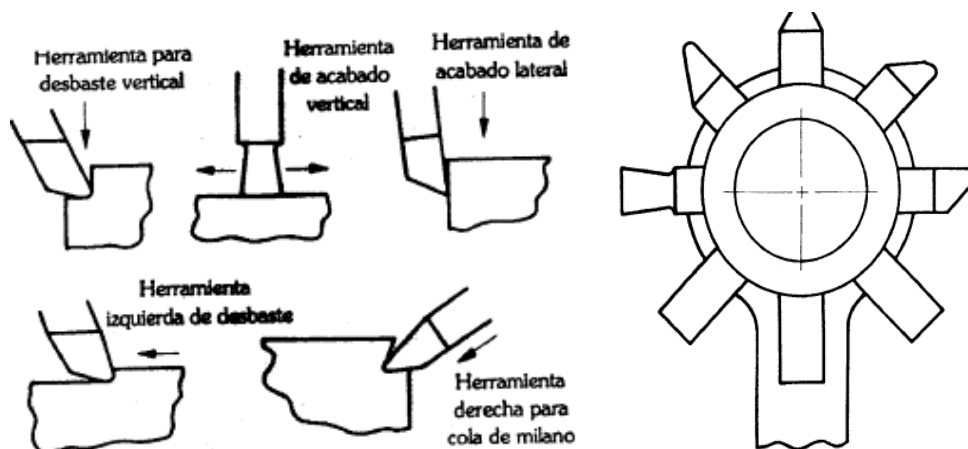 Herramienta para
desbaste vertical
Herramienta
de acabado
vertical
Herramienta de
acabado lateral
Herramienta
izquierda de desbaste
Herramienta
derecha para
cola de milano